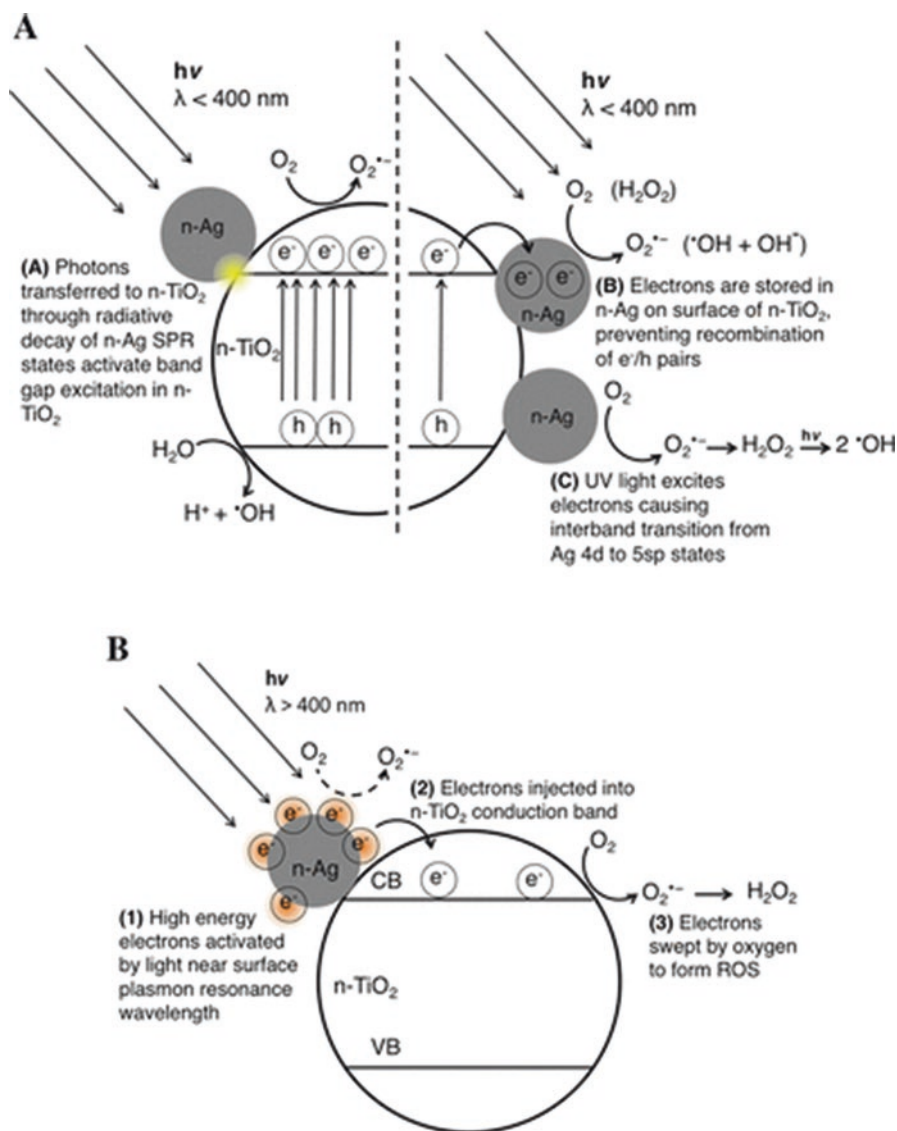 A
hν
λ < 400 nm
O₂
O₂•−
n-Ag
e⁻ e⁻ e⁻
(A) Photons
transferred to n-TiO₂
through radiative
decay of n-Ag SPR
states activate band
gap excitation in n-
TiO₂
n-TiO₂
h h
H₂O
H⁺ + •OH
hν
λ < 400 nm
O₂ (H₂O₂)
O₂•− (•OH + OH⁻)
e⁻
e⁻ e⁻
n-Ag
(B) Electrons are stored in
n-Ag on surface of n-TiO₂,
preventing recombination
of e⁻/h pairs
h
n-Ag
O₂
O₂•− → H₂O₂ hν→ 2 •OH
(C) UV light excites
electrons causing
interband transition from
Ag 4d to 5sp states
B
hν
λ > 400 nm
O₂
O₂•−
e⁻ e⁻
e⁻ e⁻
n-Ag
e⁻
(1) High energy
electrons activated
by light near surface
plasmon resonance
wavelength
(2) Electrons injected into
n-TiO₂ conduction band
CB e⁻ e⁻
O₂
O₂•− → H₂O₂
(3) Electrons
swept by oxygen
to form ROS
n-TiO₂
VB